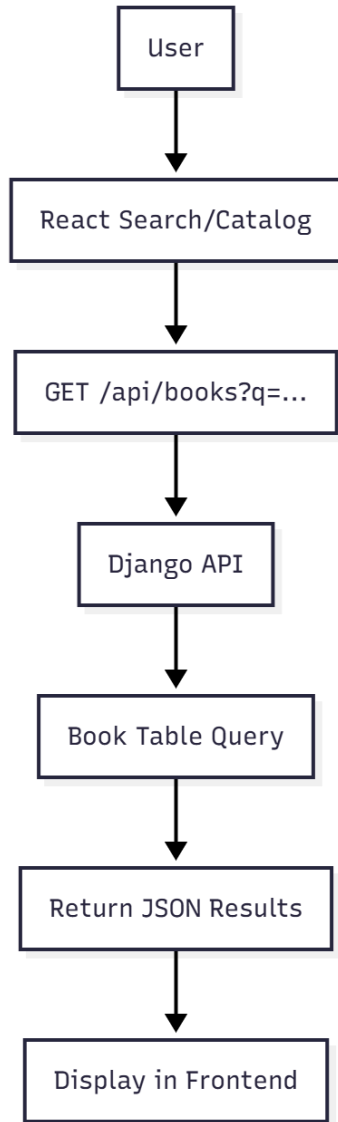 User
React Search/Catalog
GET /api/books?q=...
Django API
Book Table Query
Return JSON Results
Display in Frontend